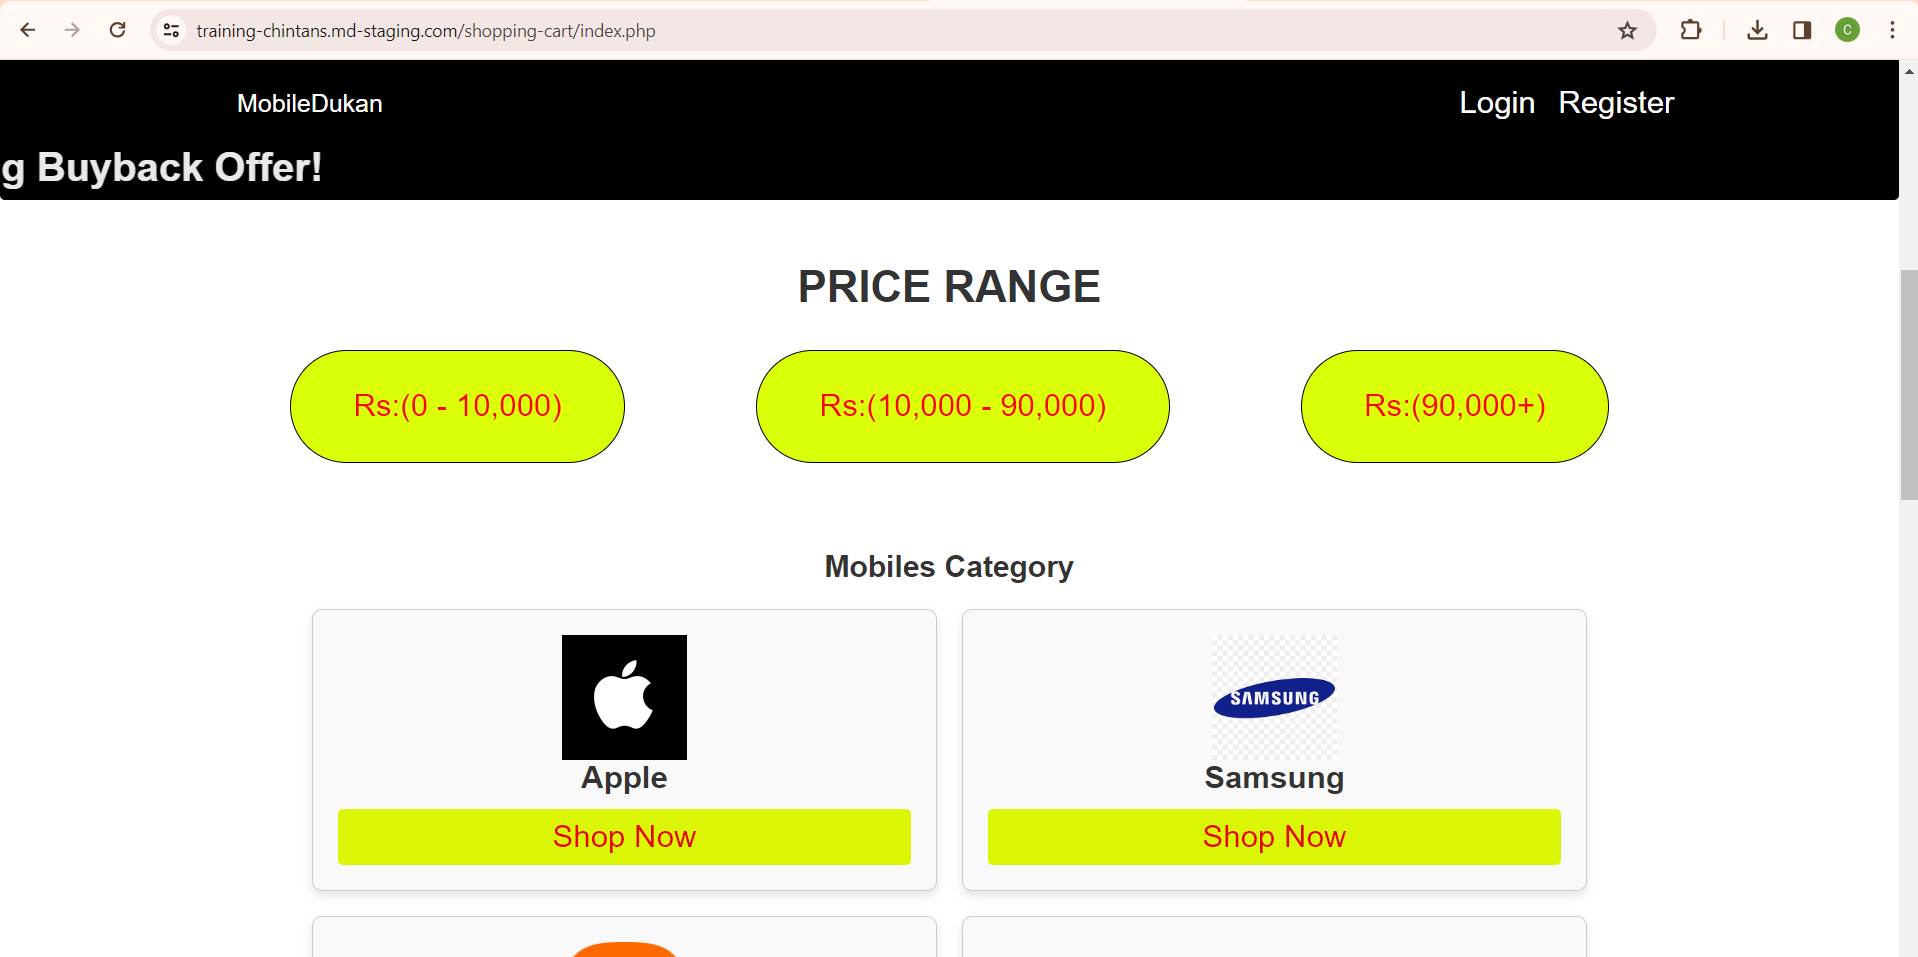 training-chintans.md-staging.com/shopping-cart/index.php
C
MobileDukan
Login Register
g Buyback Offer!
PRICE RANGE
Rs:(0 - 10,000)
Rs:(10,000 - 90,000)
Rs:(90,000+)
Mobiles Category
SAMSUNG
Apple
Samsung
Shop Now
Shop Now